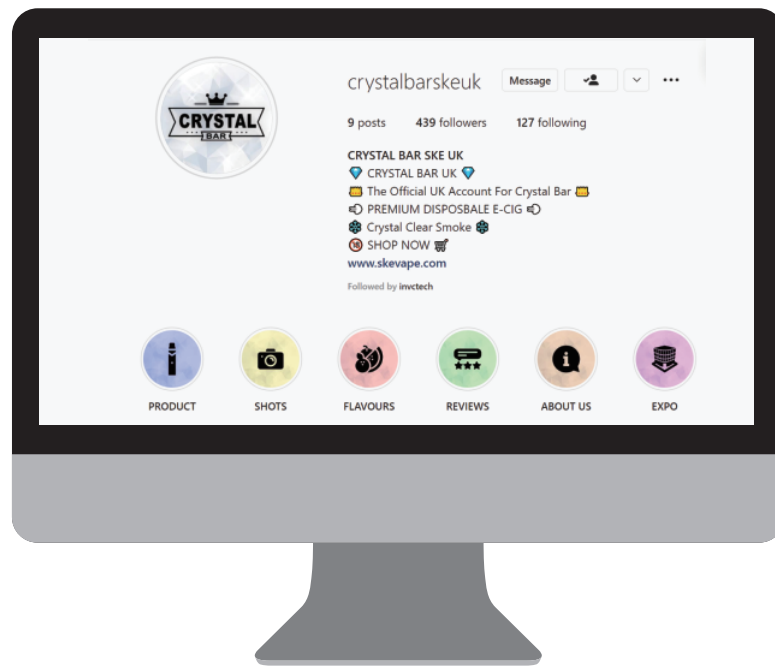 CRYSTAL
BAR
crystalbarskeuk Message
9 posts 439 followers 127 following
CRYSTAL BAR SKE UK
💎 CRYSTAL BAR UK 💎
The Official UK Account For Crystal Bar
PREMIUM DISPOSBALE E-CIG
Crystal Clear Smoke
🔞 SHOP NOW 🛒
www.skevape.com
Followed by invctech
PRODUCT SHOTS FLAVOURS REVIEWS ABOUT US EXPO